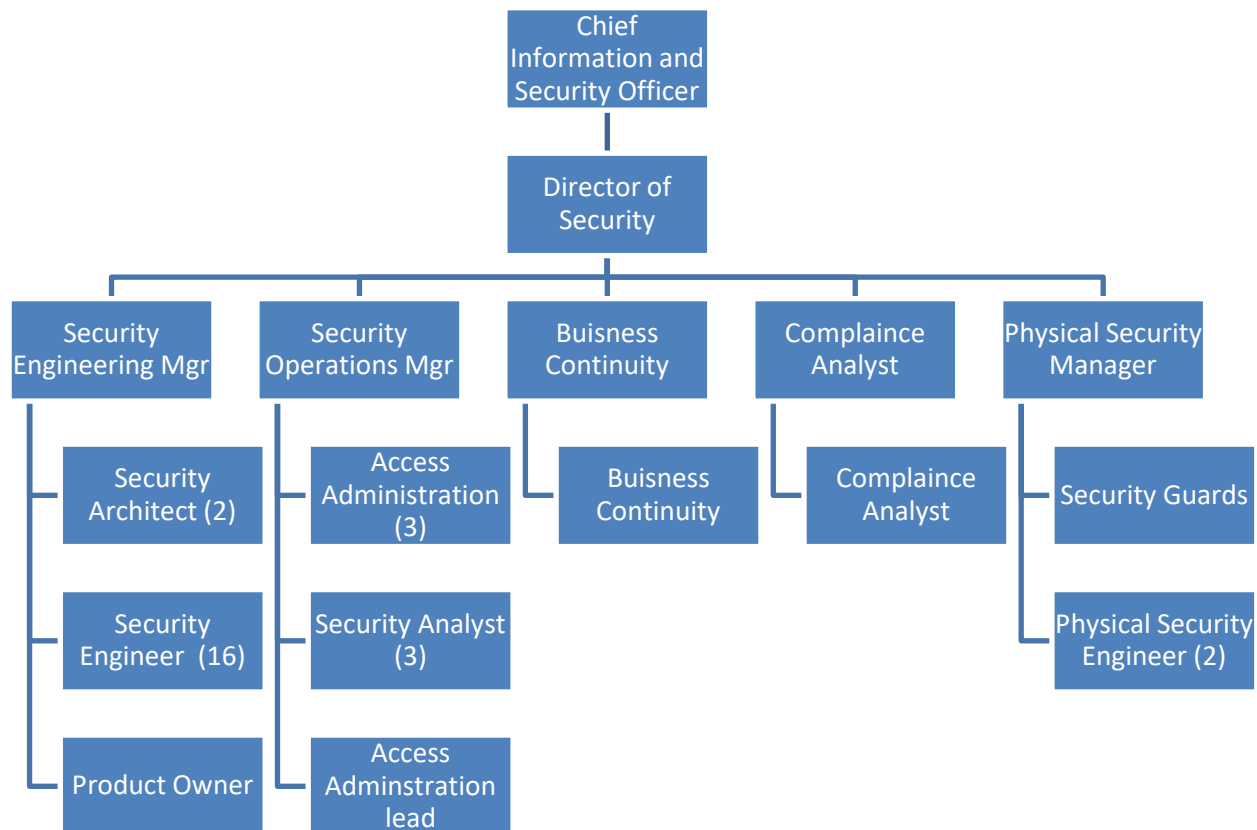 Chief
Information and
Security Officer
Director of
Security
Security
Engineering Mgr
Security
Operations Mgr
Buisness
Continuity
Complaince
Analyst
Physical Security
Manager
Security
Architect (2)
Access
Administration
(3)
Buisness
Continuity
Complaince
Analyst
Security Guards
Security
Engineer  (16)
Security Analyst
(3)
Physical Security
Engineer (2)
Product Owner
Access
Adminstration
lead